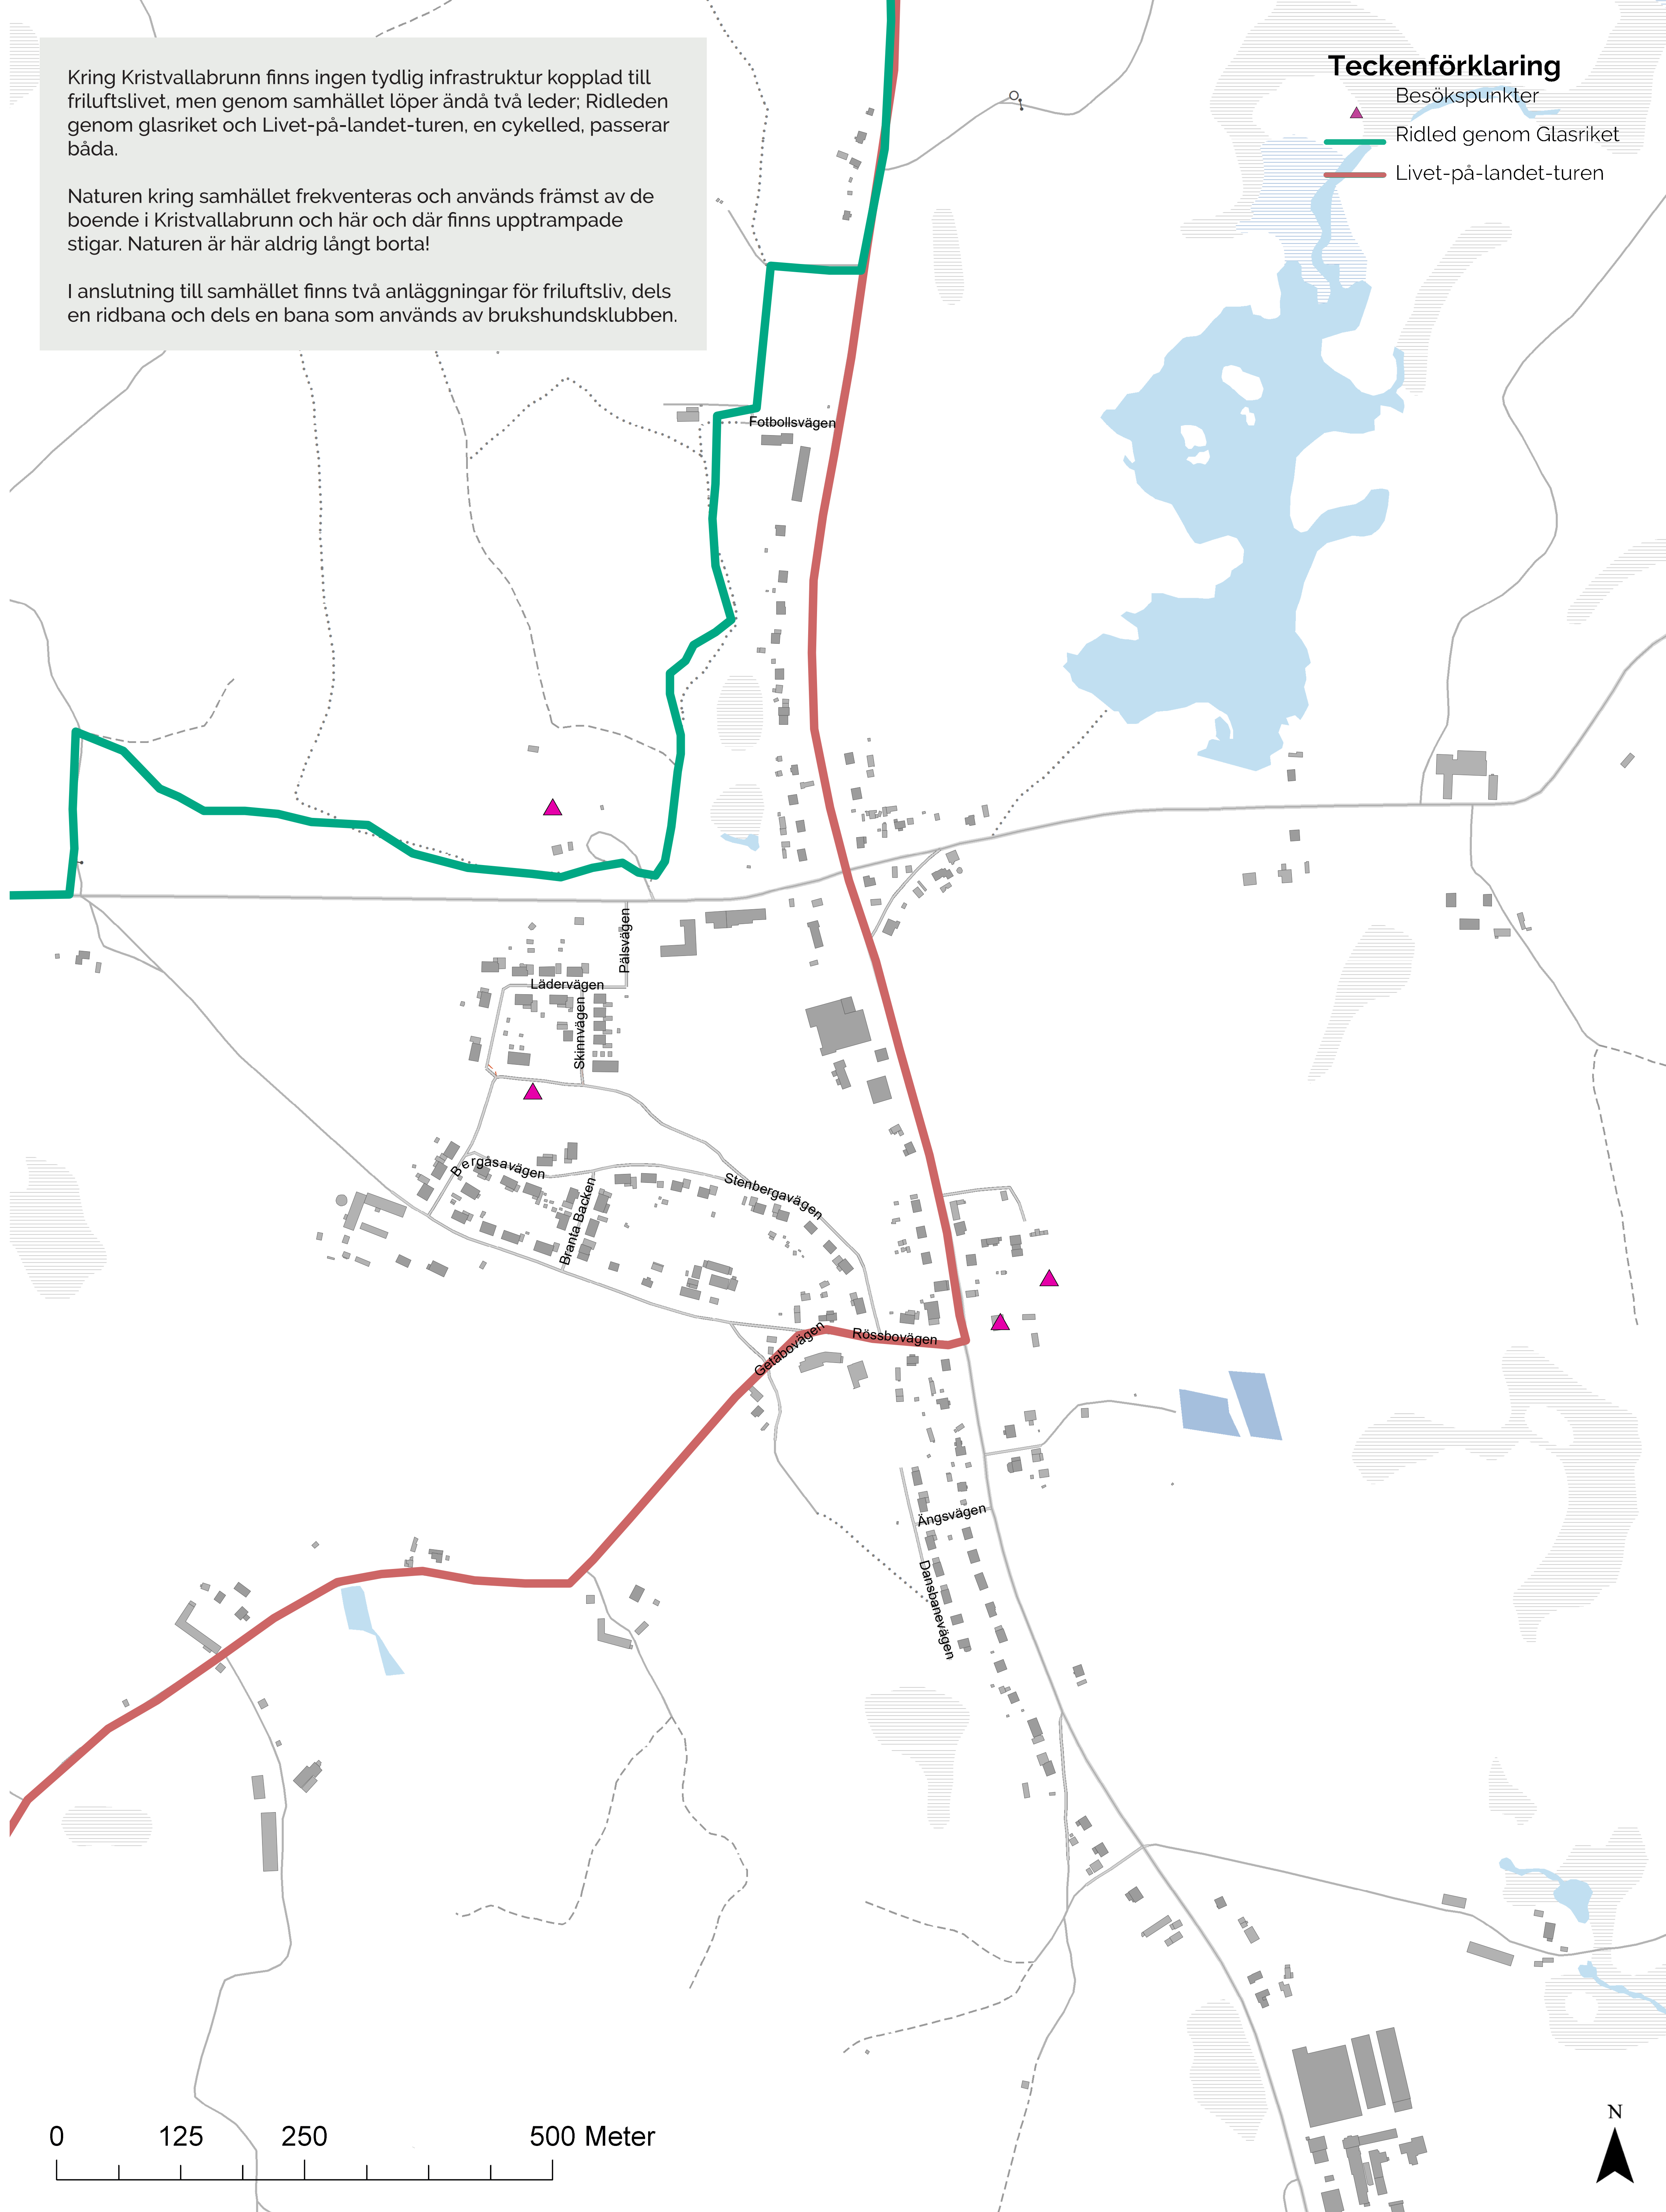 Kring Kristvallabrunn finns ingen tydlig infrastruktur kopplad till
friluftslivet, men genom samhället löper ändå två leder; Ridleden
genom glasriket och Livet-på-landet-turen, en cykelled, passerar
båda.
Naturen kring samhället frekventeras och används främst av de
boende i Kristvallabrunn och här och där finns upptrampade
stigar. Naturen är här aldrig långt borta!
I anslutning till samhället finns två anläggningar för friluftsliv, dels
en ridbana och dels en bana som används av brukshundsklubben.
Teckenförklaring
Besökspunkter
Ridled genom Glasriket
Livet-på-landet-turen
Fotbollsvägen
Pälsvägen
Lädervägen
Skinnvägen
Bergåsavägen
Branta Backen
Stenbergavägen
Getabovägen
Rössbovägen
Ängsvägen
Dansbanevägen
0 125 250 500 Meter
N